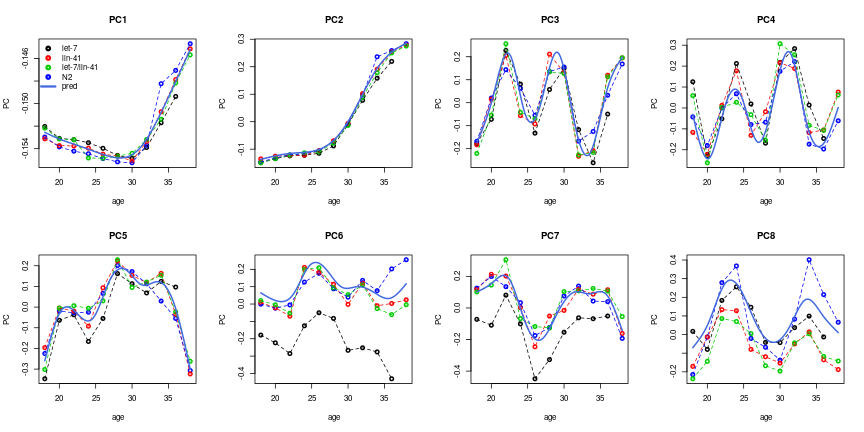 PC1
PC
-0.154
-0.150
-0.146
let-7
lin-41
let-7/lin-41
N2
pred
20 25 30 35
age
PC2
PC
-0.1 0.0 0.1 0.2 0.3
20 25 30 35
age
PC3
PC
-0.2 -0.1 0.0 0.1 0.2
20 25 30 35
age
PC4
PC
-0.2 -0.1 0.0 0.1 0.2 0.3
20 25 30 35
age
PC5
PC
-0.3 -0.2 -0.1 0.0 0.1 0.2
20 25 30 35
age
PC6
PC
-0.4 -0.2 0.0 0.2
20 25 30 35
age
PC7
PC
-0.4 -0.2 0.0 0.2
20 25 30 35
age
PC8
PC
-0.2 0.0 0.1 0.2 0.3 0.4
20 25 30 35
age